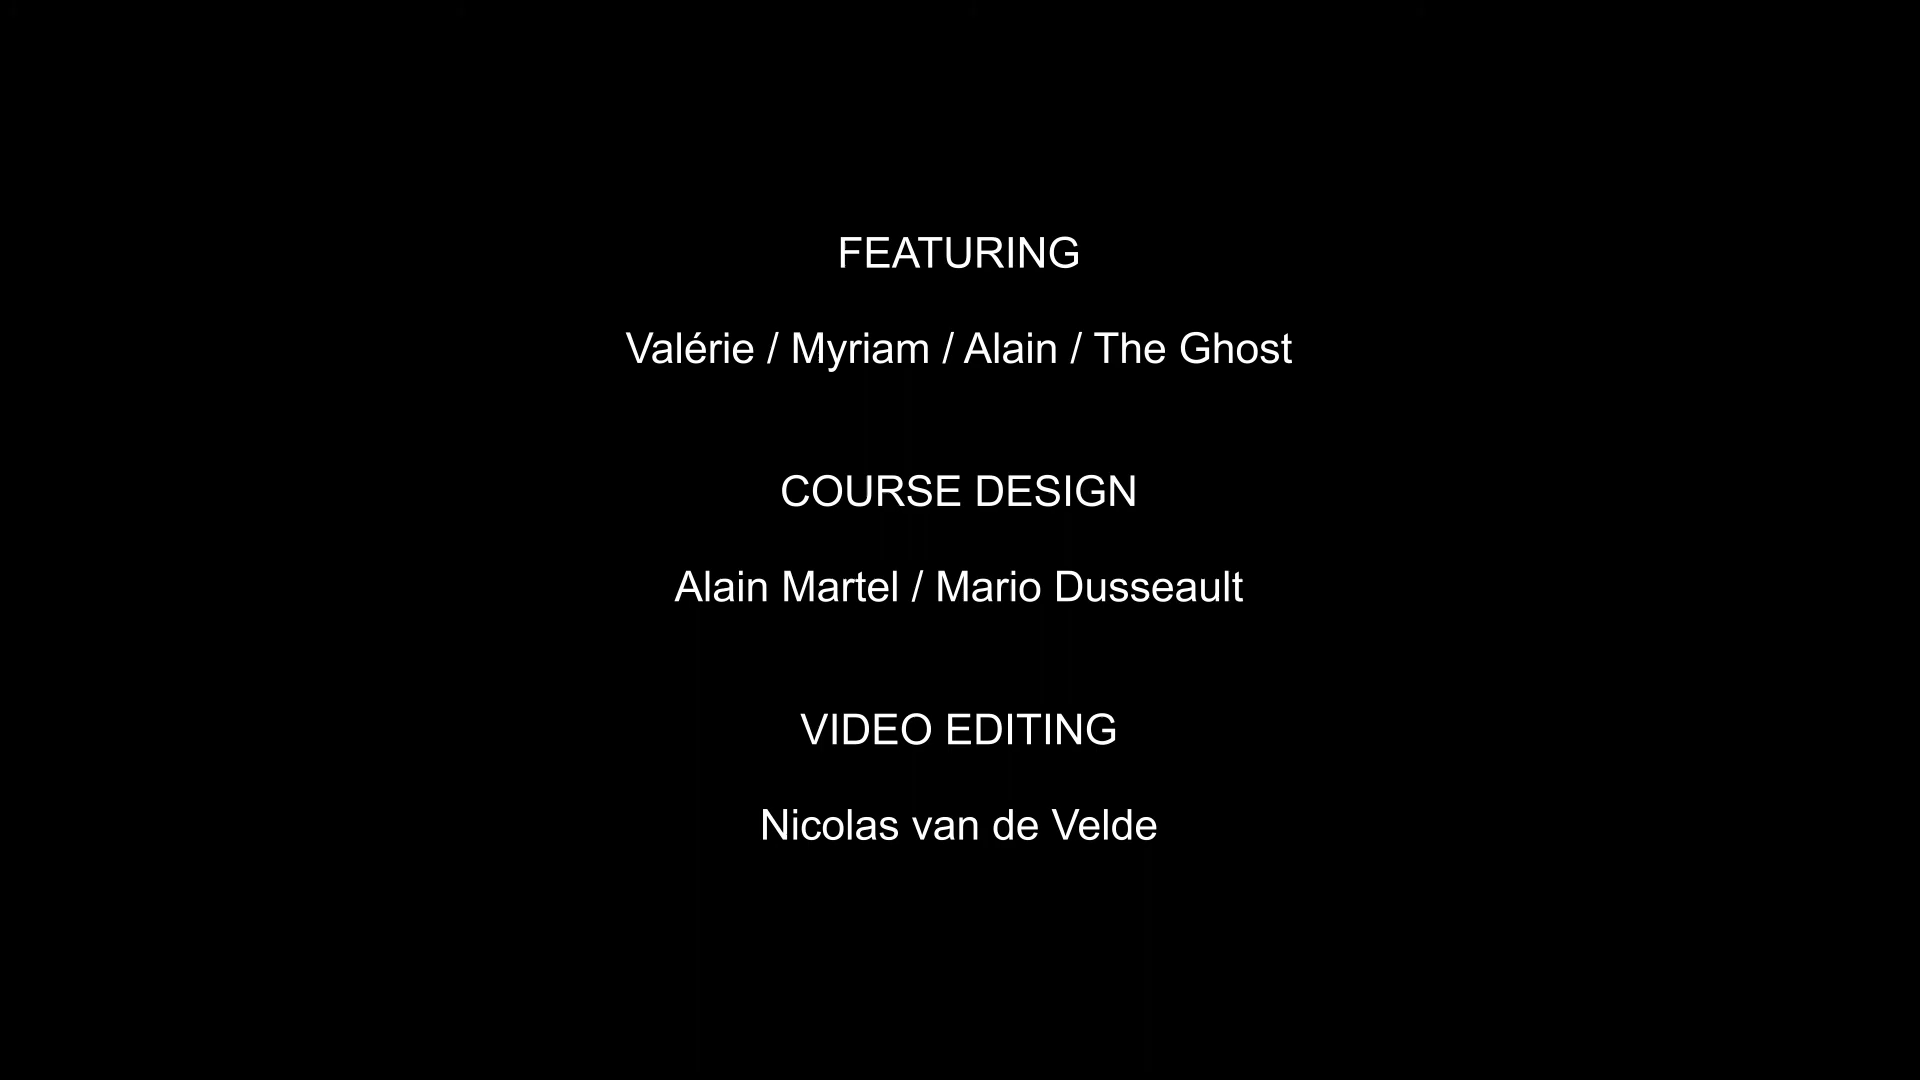 FEATURING
Valérie / Myriam / Alain / The Ghost
COURSE DESIGN
Alain Martel / Mario Dusseault
VIDEO EDITING
Nicolas van de Velde